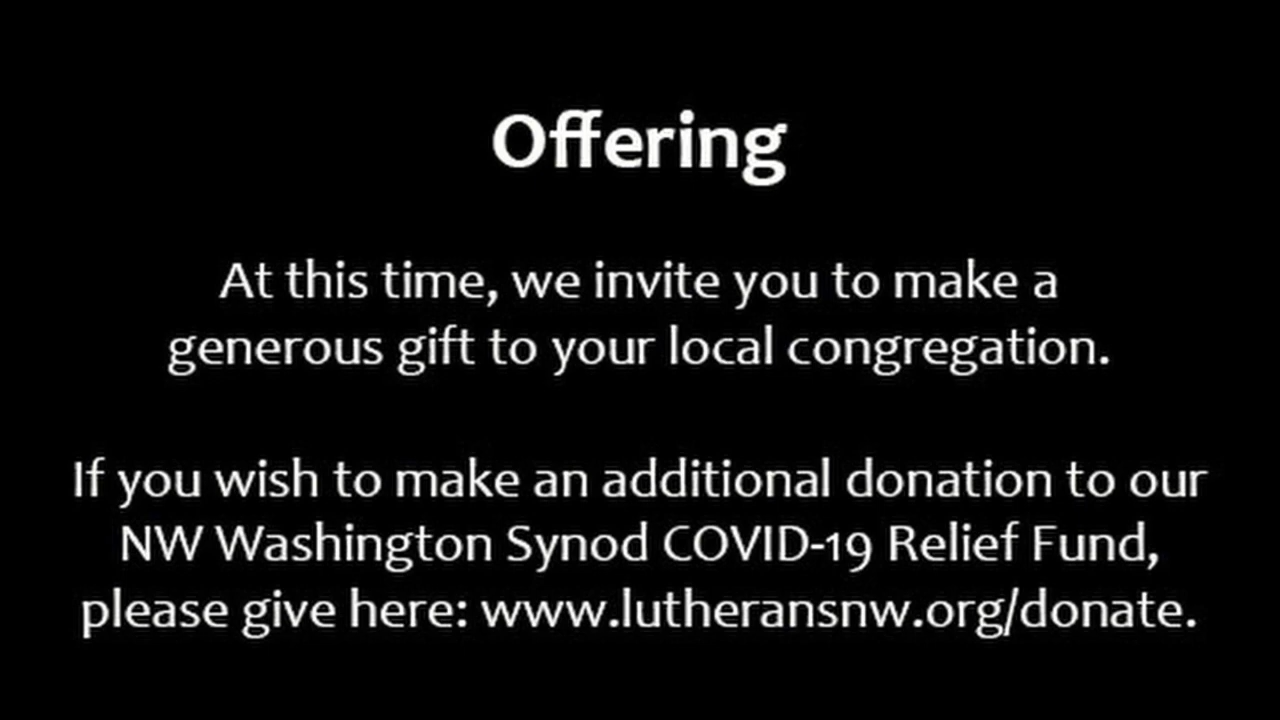 Offering
At this time, we invite you to make a
generous gift to your local congregation.
If you wish to make an additional donation to our
NW Washington Synod COVID-19 Relief Fund,
please give here: www.lutheransnw.org/donate.